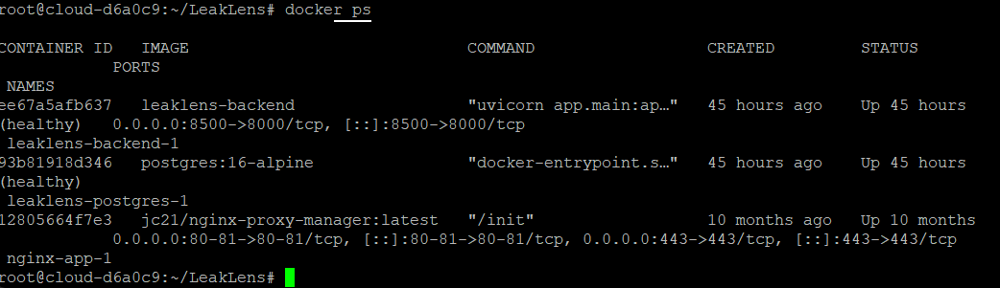 root@cloud-d6a0c9:~/LeakLens# docker ps
CONTAINER ID   IMAGE                             COMMAND                  CREATED         STATUS
            PORTS
 NAMES
ee67a5afb637   leaklens-backend                  "uvicorn app.main:ap…"   45 hours ago    Up 45 hours
(healthy)   0.0.0.0:8500->8000/tcp, [::]:8500->8000/tcp
 leaklens-backend-1
93b81918d346   postgres:16-alpine                "docker-entrypoint.s…"   45 hours ago    Up 45 hours
(healthy)
 leaklens-postgres-1
12805664f7e3   jc21/nginx-proxy-manager:latest   "/init"                  10 months ago   Up 10 months
            0.0.0.0:80-81->80-81/tcp, [::]:80-81->80-81/tcp, 0.0.0.0:443->443/tcp, [::]:443->443/tcp
 nginx-app-1
root@cloud-d6a0c9:~/LeakLens#